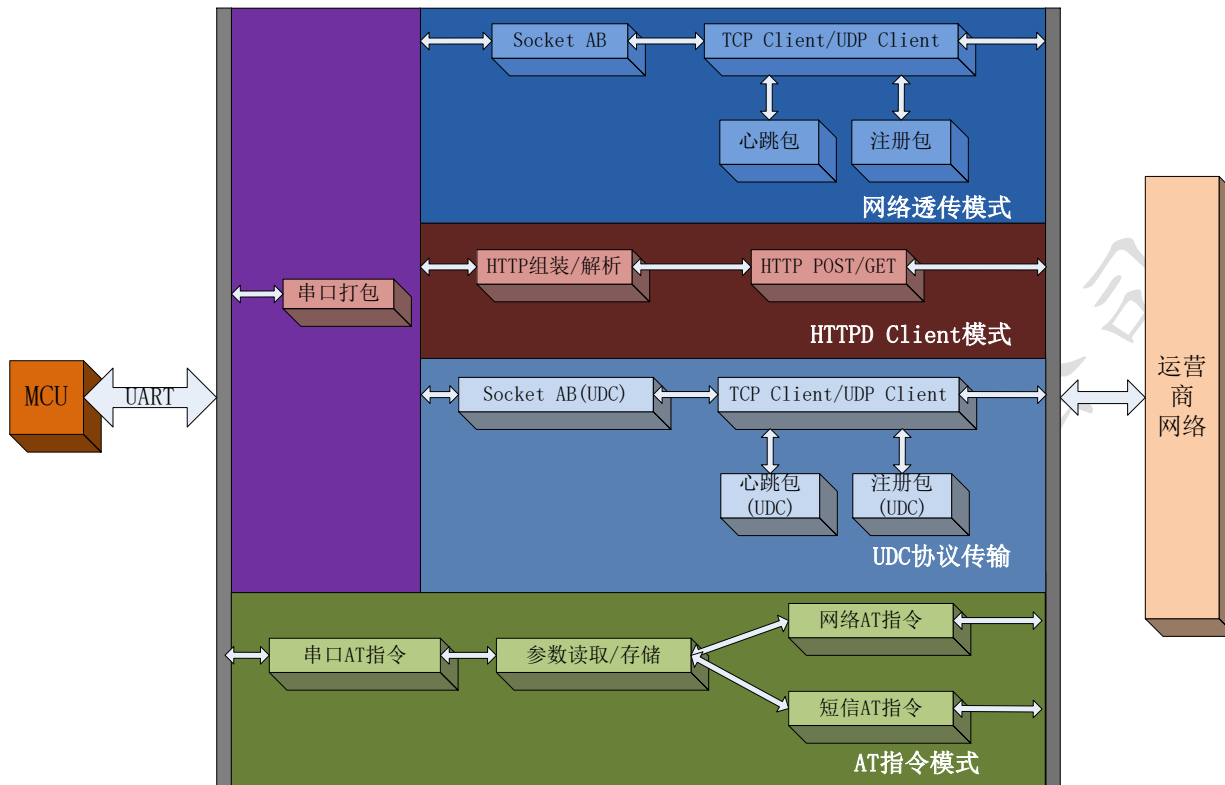 Socket AB
TCP Client/UDP Client
心跳包
注册包
网络透传模式
HTTP组装/解析
HTTP POST/GET
串口打包
HTTPD Client模式
MCU
UART
Socket AB(UDC)
TCP Client/UDP Client
运营
商
网络
心跳包
(UDC)
注册包
(UDC)
UDC协议传输
网络AT指令
串口AT指令
参数读取/存储
短信AT指令
AT指令模式
司